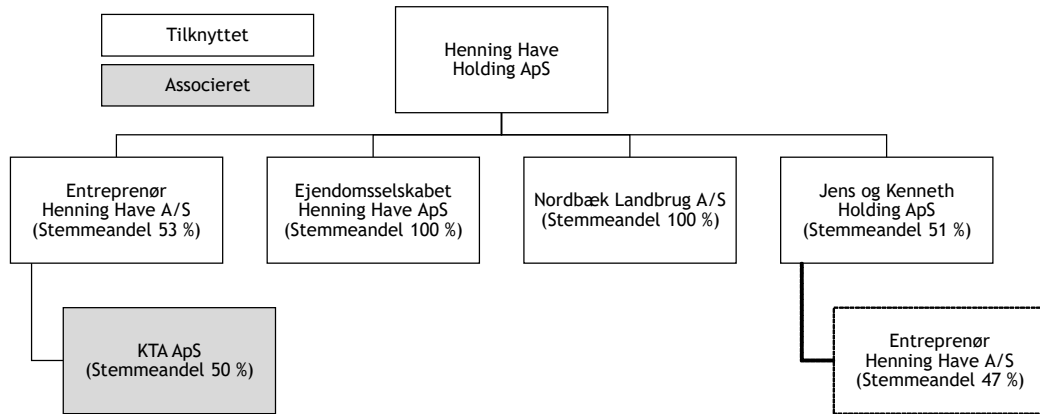 Tilknyttet
Associeret
Henning Have
Holding ApS
Entreprenør
Henning Have A/S
(Stemmeandel 53 %)
Ejendomsselskabet
Henning Have ApS
(Stemmeandel 100 %)
Nordbæk Landbrug A/S
(Stemmeandel 100 %)
Jens og Kenneth
Holding ApS
(Stemmeandel 51 %)
KTA ApS
(Stemmeandel 50 %)
Entreprenør
Henning Have A/S
(Stemmeandel 47 %)